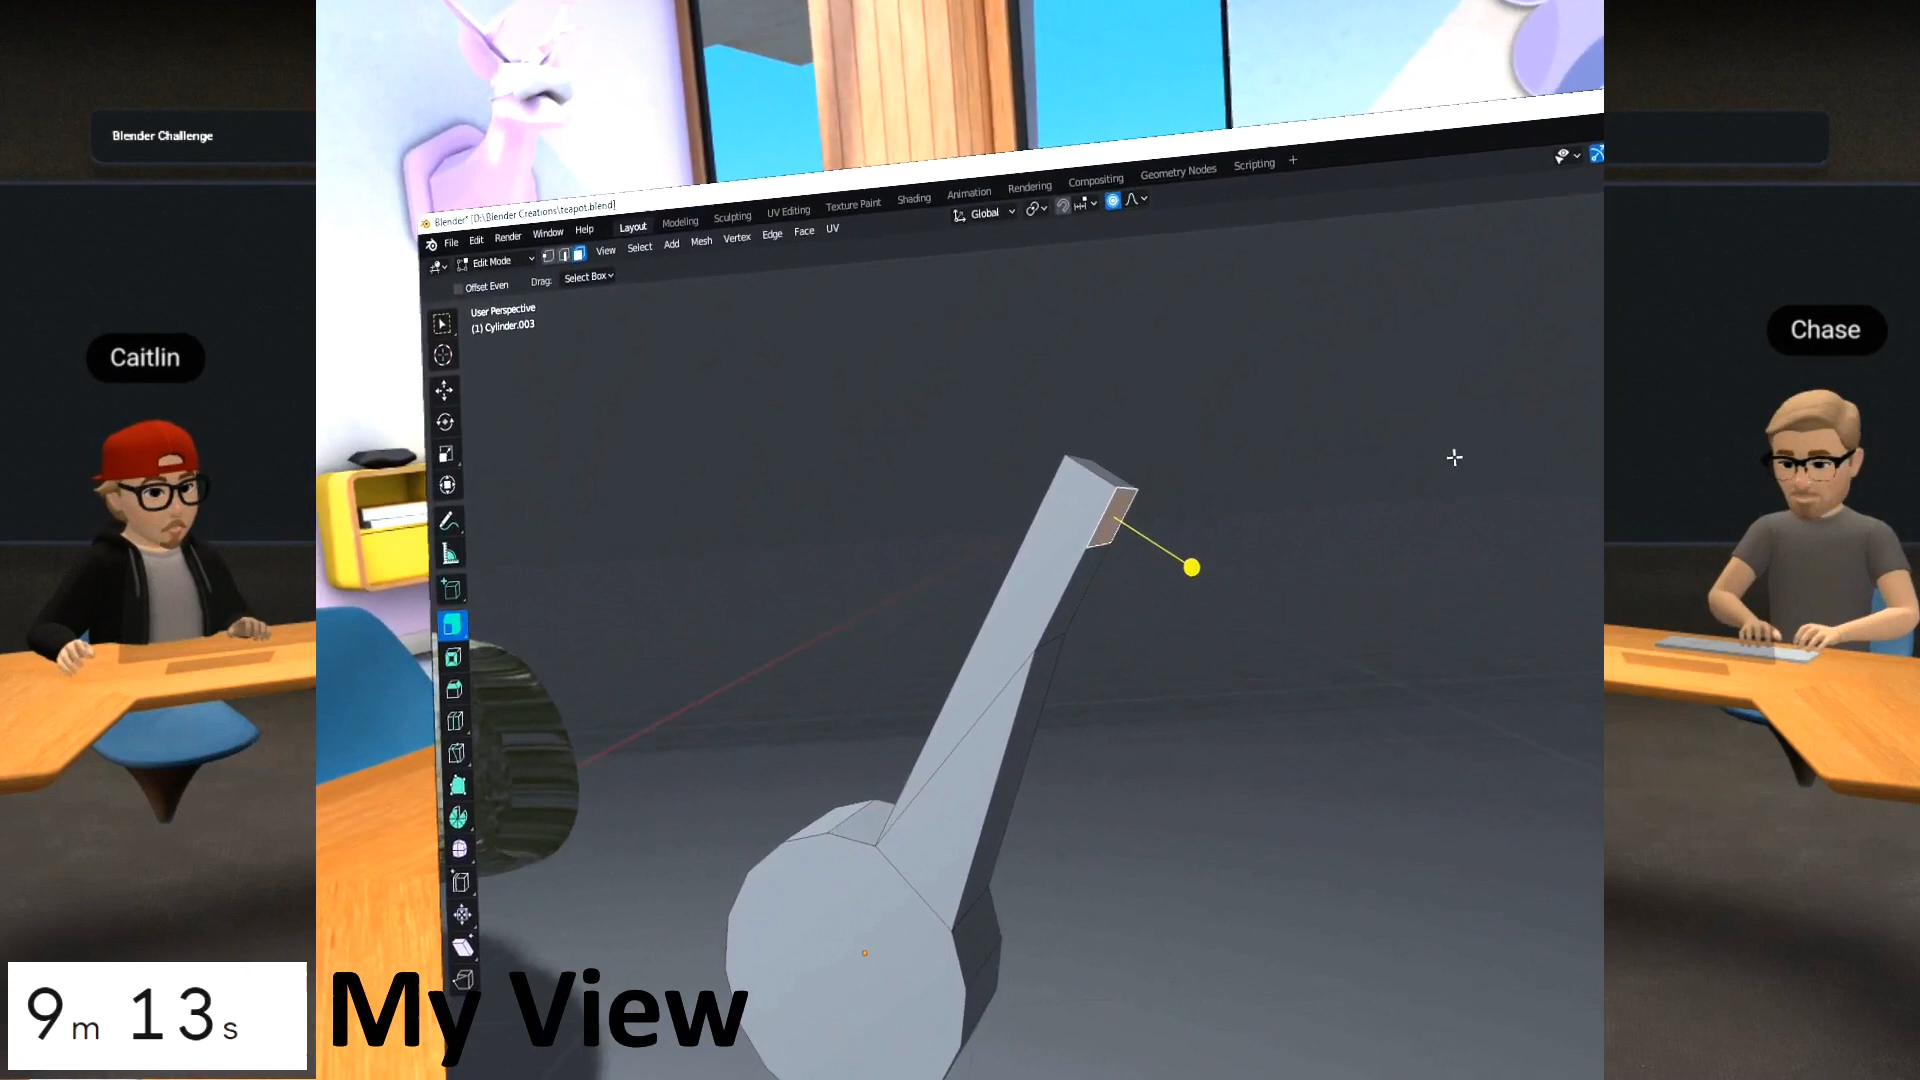 Blender Challenge
Caitlin
Chase
Blender* [D:\Blender Creations\teapot.blend]
File Edit Render Window Help Layout Modeling Sculpting UV Editing Texture Paint Shading Animation Rendering Compositing Geometry Nodes Scripting +
Edit Mode View Select Add Mesh Vertex Edge Face UV Global
Offset Even Drag: Select Box
User Perspective
(1) Cylinder.003
9m 13s
My View